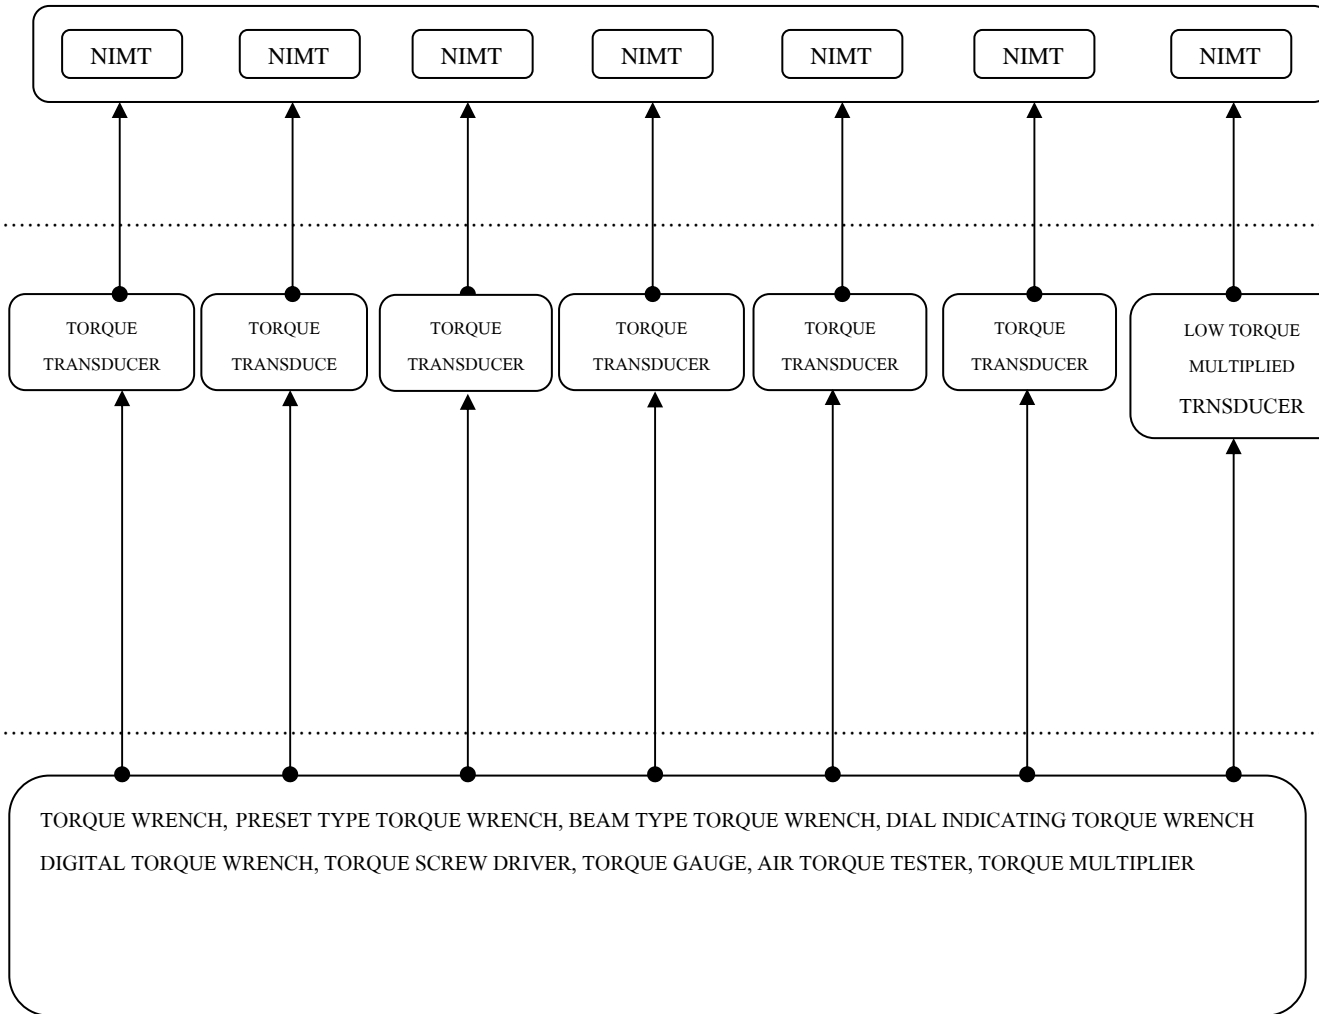 NIMT NIMT NIMT NIMT NIMT NIMT NIMT
TORQUE
TRANSDUCER
TORQUE
TRANSDUCE
TORQUE
TRANSDUCER
TORQUE
TRANSDUCER
TORQUE
TRANSDUCER
TORQUE
TRANSDUCER
LOW TORQUE
MULTIPLIED
TRNSDUCER
TORQUE WRENCH, PRESET TYPE TORQUE WRENCH, BEAM TYPE TORQUE WRENCH, DIAL INDICATING TORQUE WRENCH
DIGITAL TORQUE WRENCH, TORQUE SCREW DRIVER, TORQUE GAUGE, AIR TORQUE TESTER, TORQUE MULTIPLIER